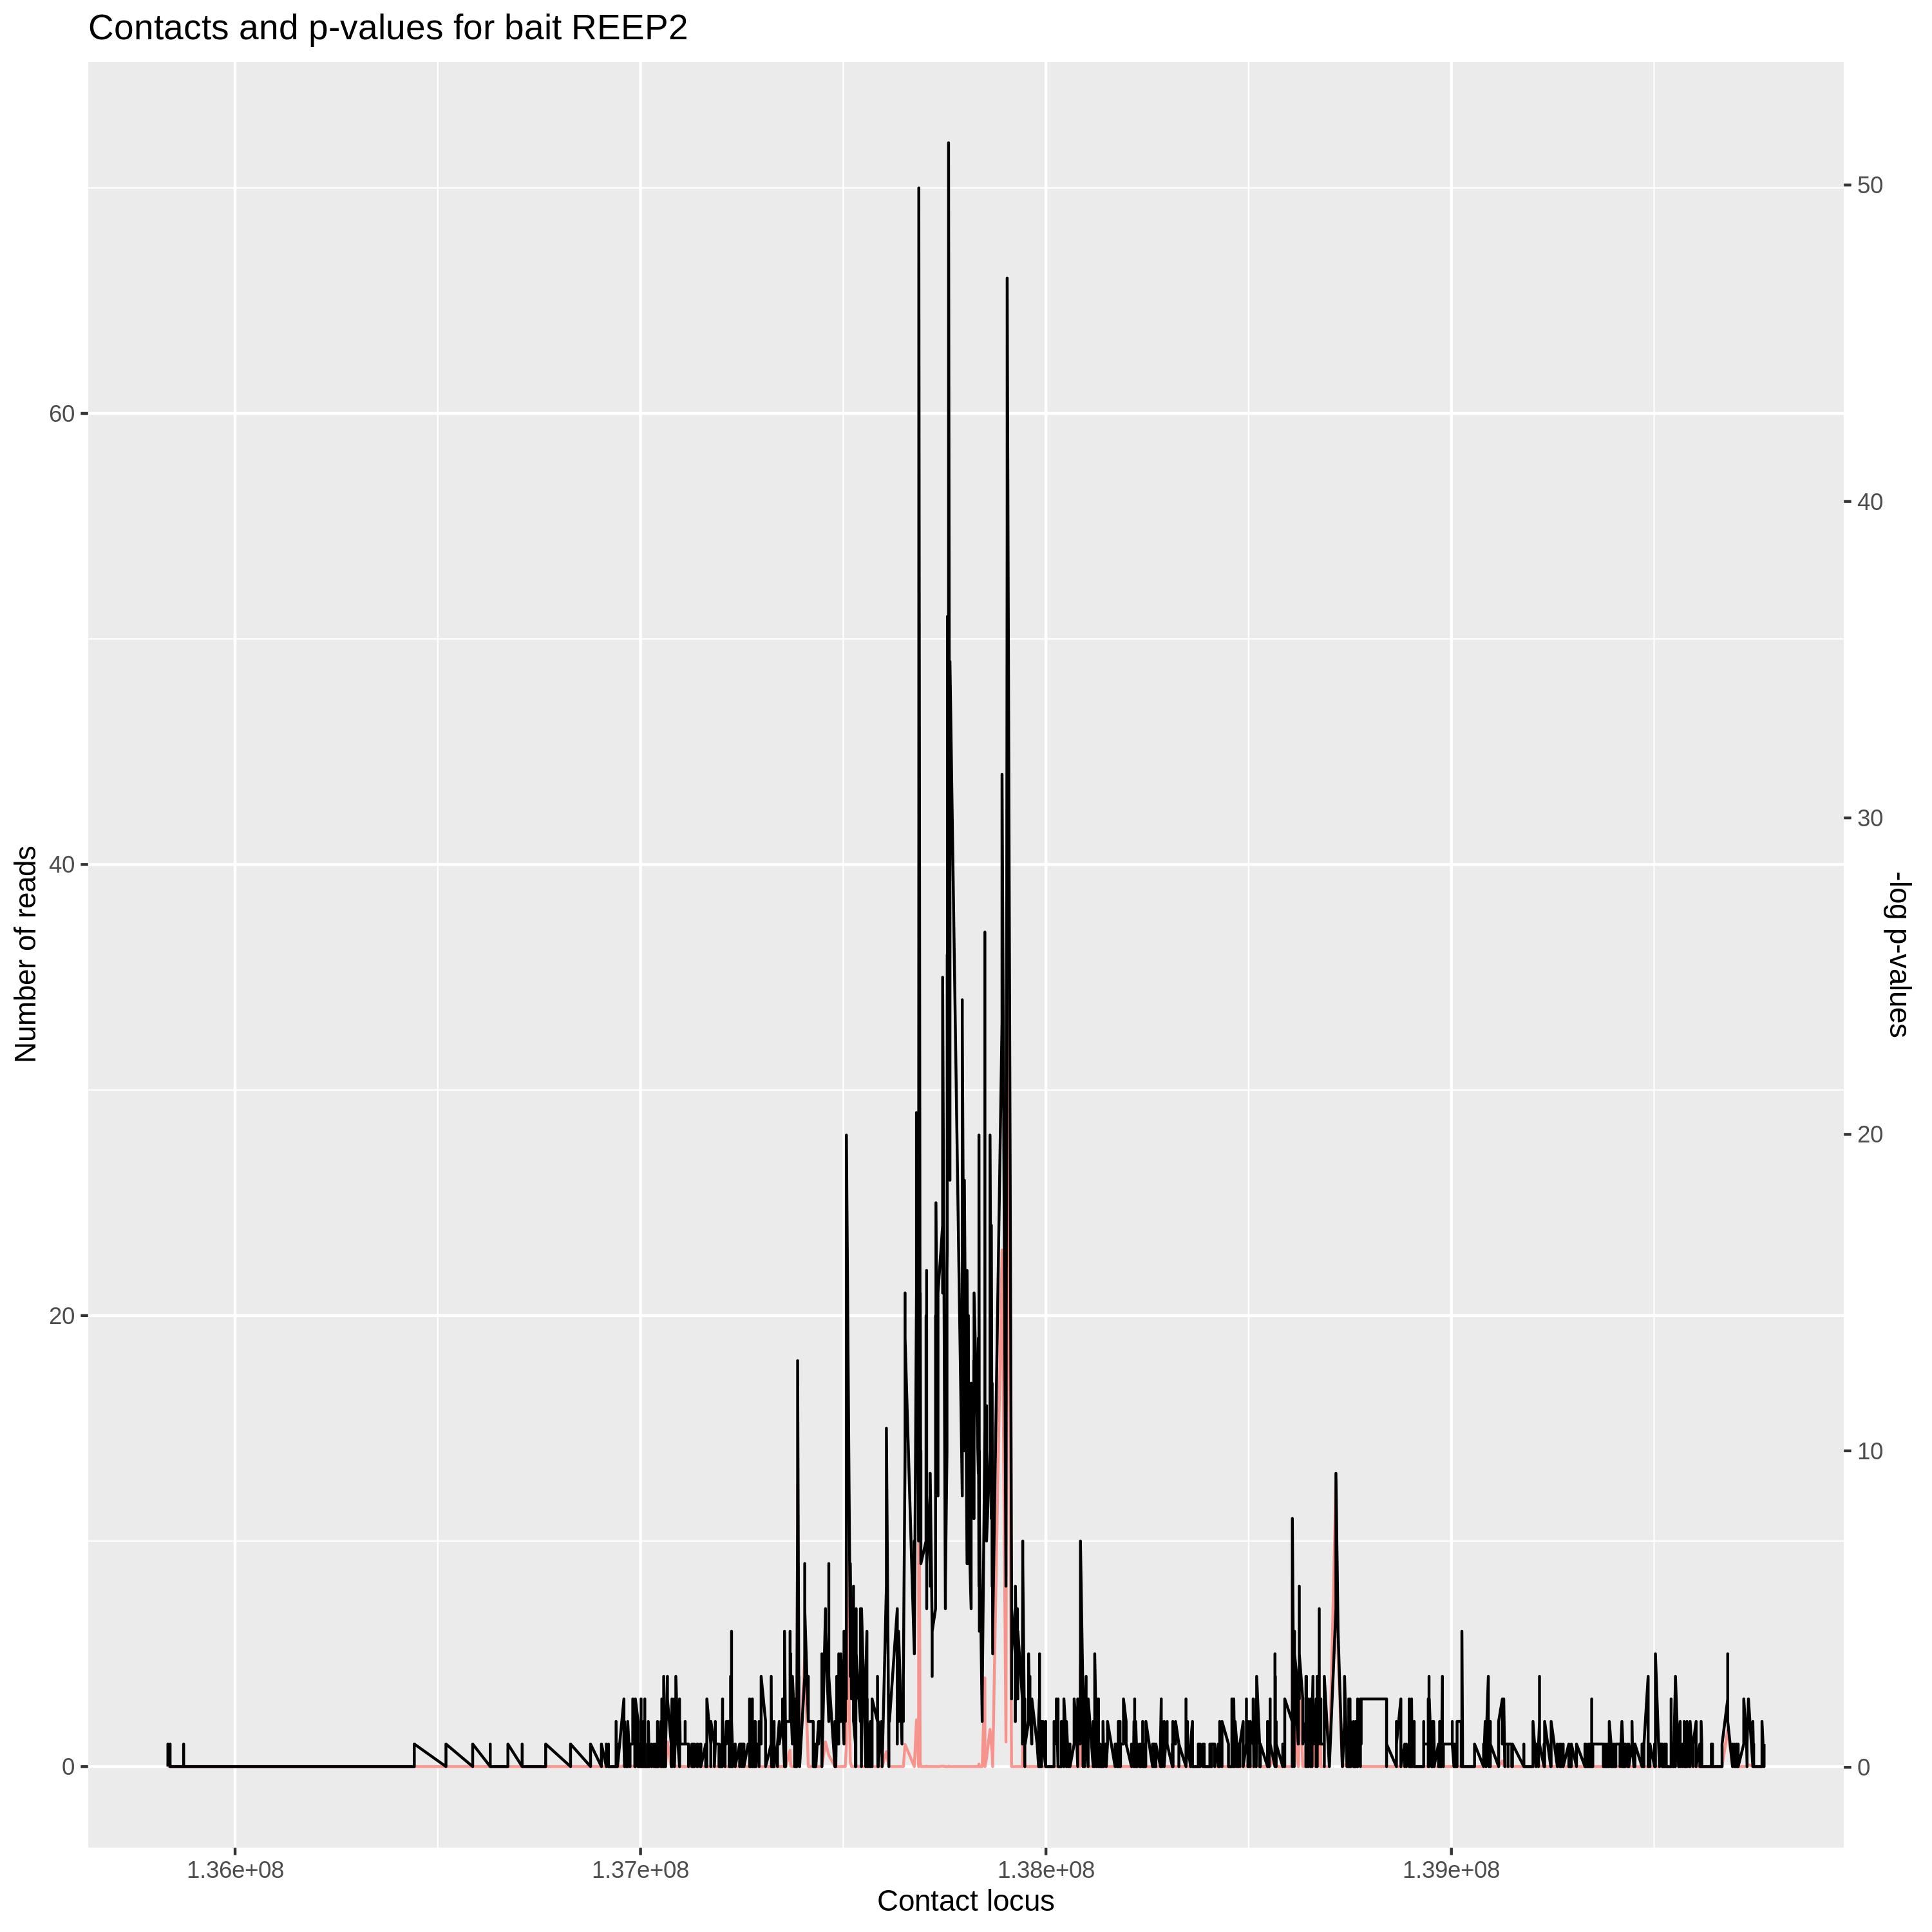 Contacts and p-values for bait REEP2
Number of reads
60
40
20
0
50
40
30
20
10
0
-log p-values
1.36e+08
1.37e+08
1.38e+08
1.39e+08
Contact locus